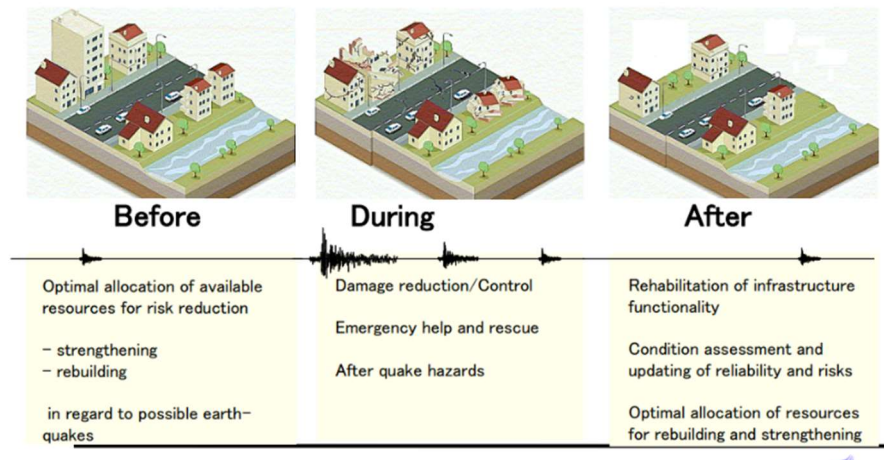 Before
During
After
Optimal allocation of available
resources for risk reduction
- strengthening
- rebuilding
in regard to possible earth-
quakes
Damage reduction/Control
Emergency help and rescue
After quake hazards
Rehabilitation of infrastructure
functionality
Condition assessment and
updating of reliability and risks
Optimal allocation of resources
for rebuilding and strengthening